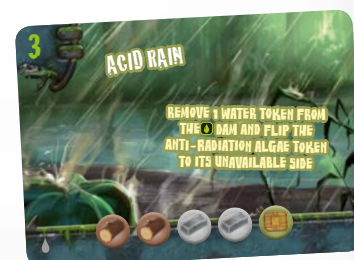 3
ACID RAIN
REMOVE 1 WATER TOKEN FROM
THE DAM AND FLIP THE
ANTI-RADIATION ALGAE TOKEN
TO ITS UNAVAILABLE SIDE